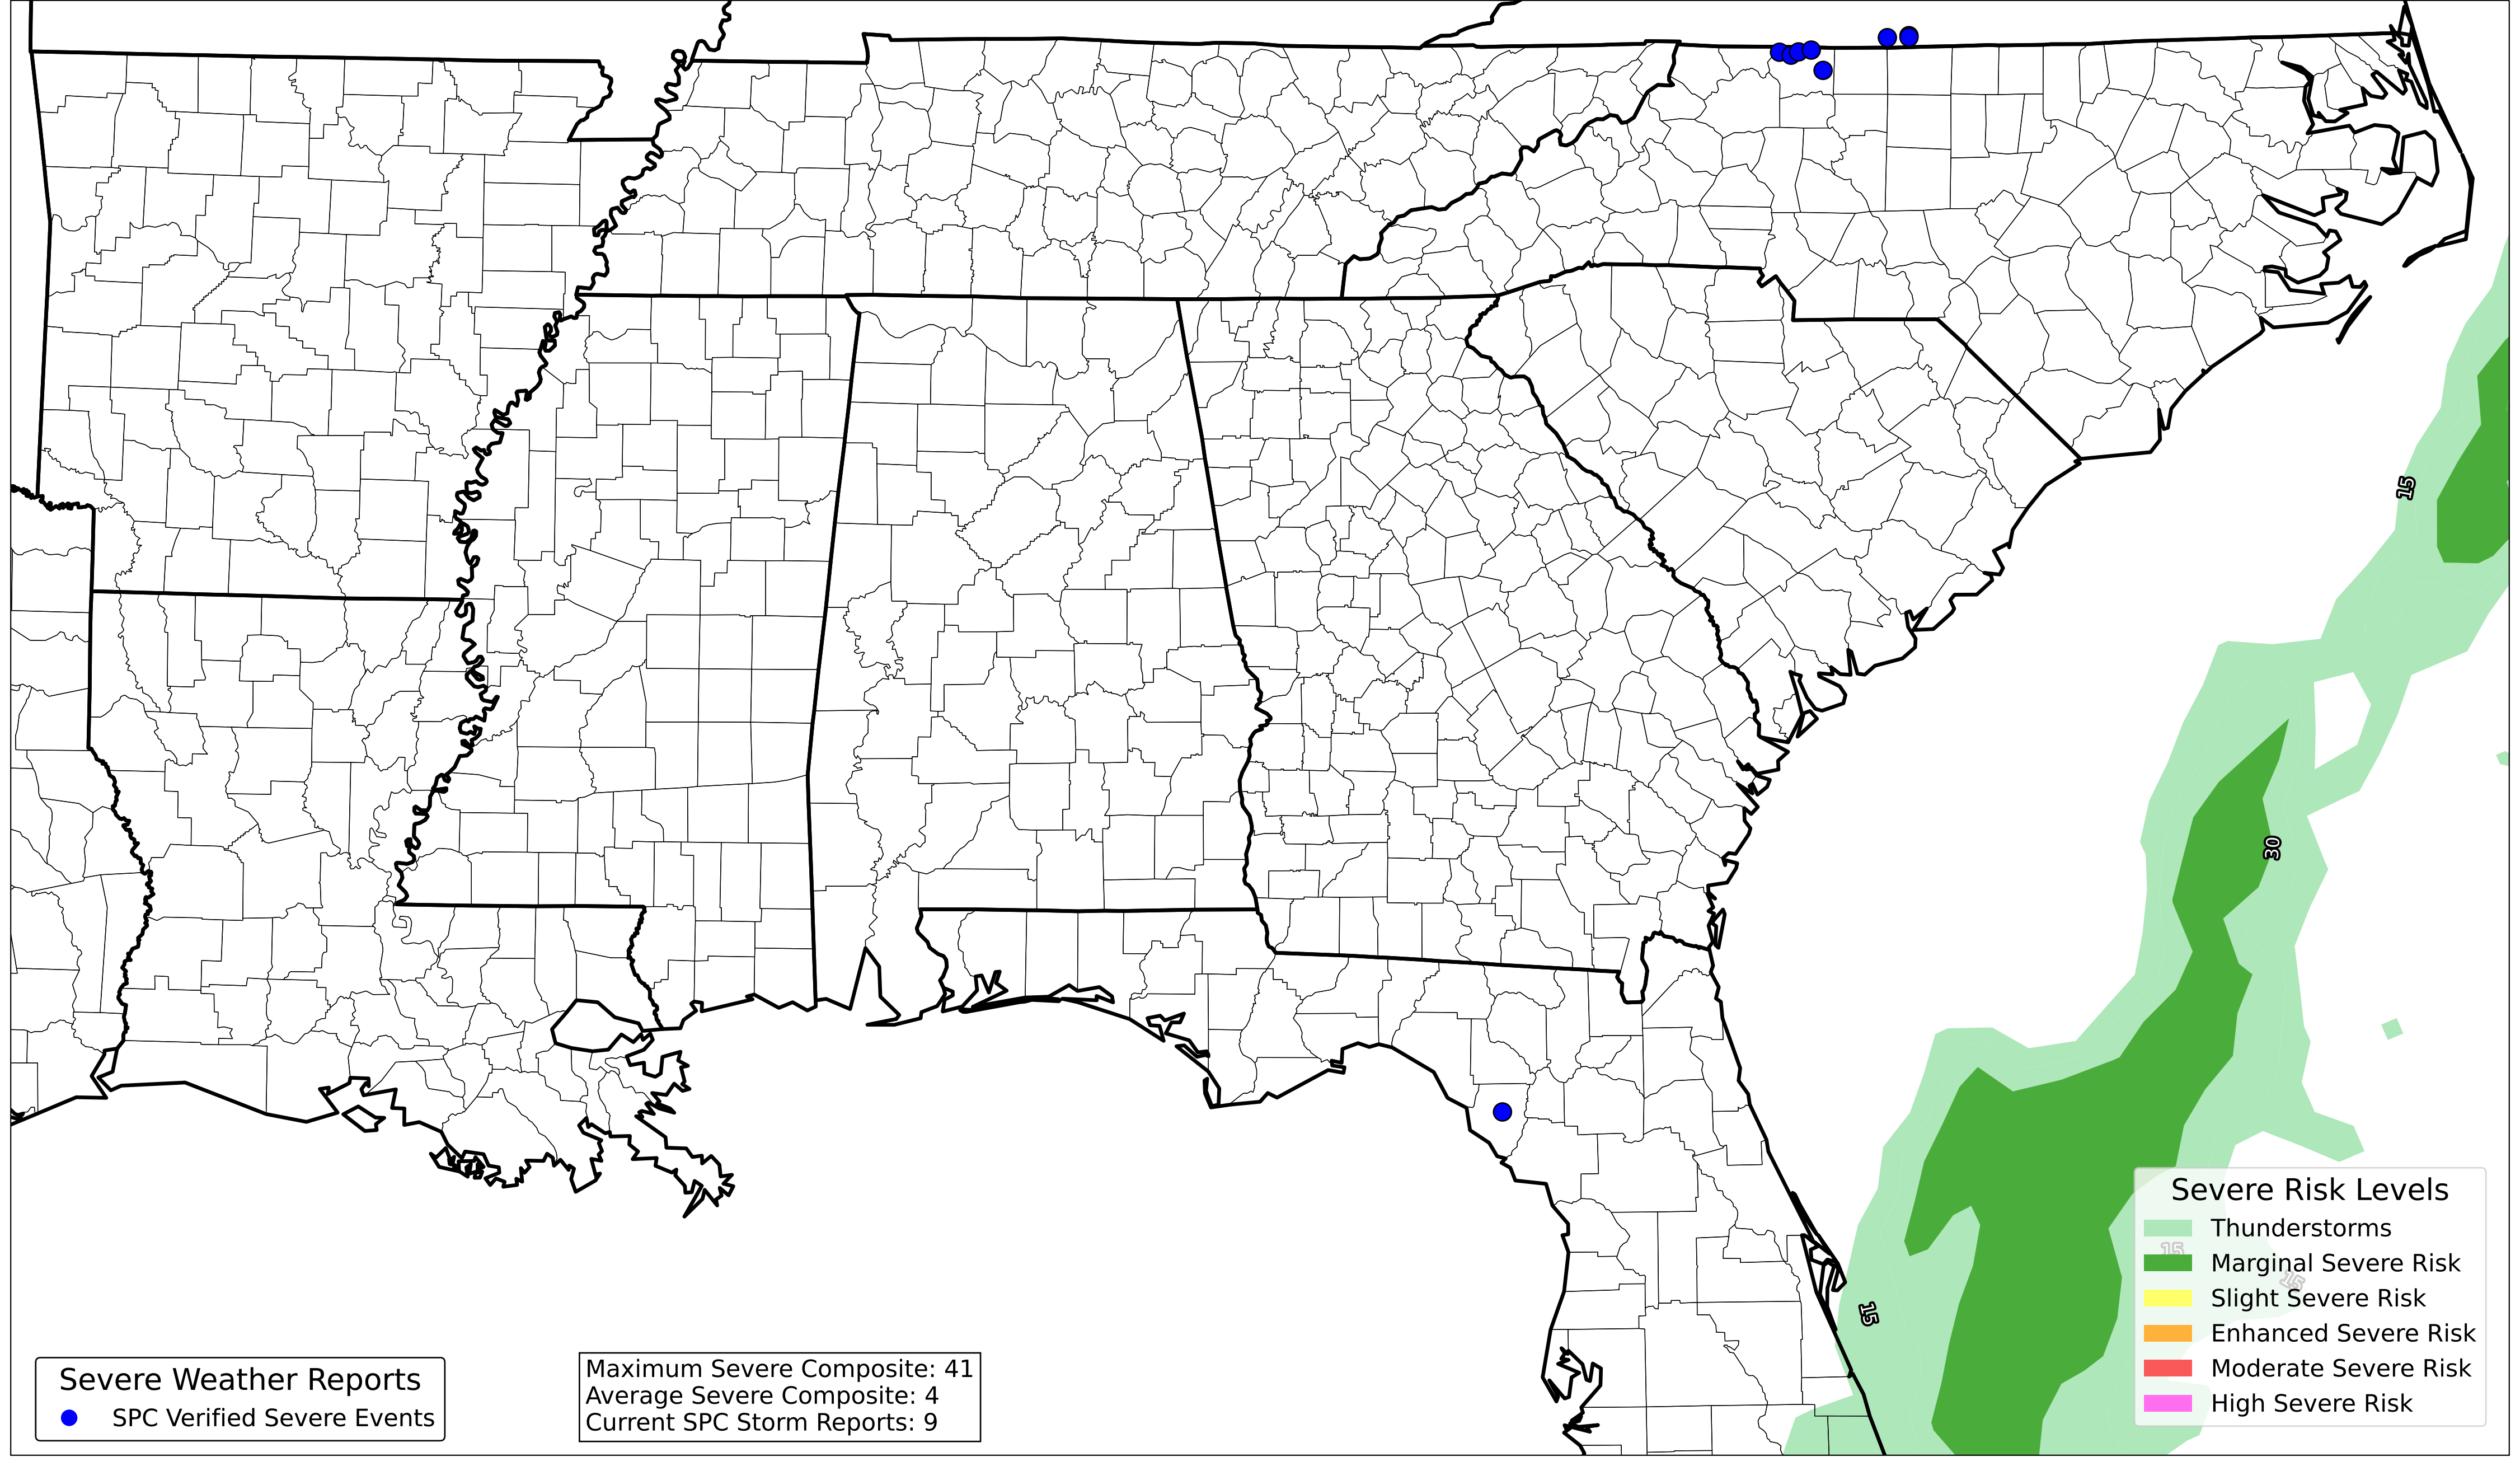 15
30
15
Severe Risk Levels
Thunderstorms
15
Marginal Severe Risk
15
Slight Severe Risk
Enhanced Severe Risk
Moderate Severe Risk
High Severe Risk
Severe Weather Reports
SPC Verified Severe Events
Maximum Severe Composite: 41
Average Severe Composite: 4
Current SPC Storm Reports: 9